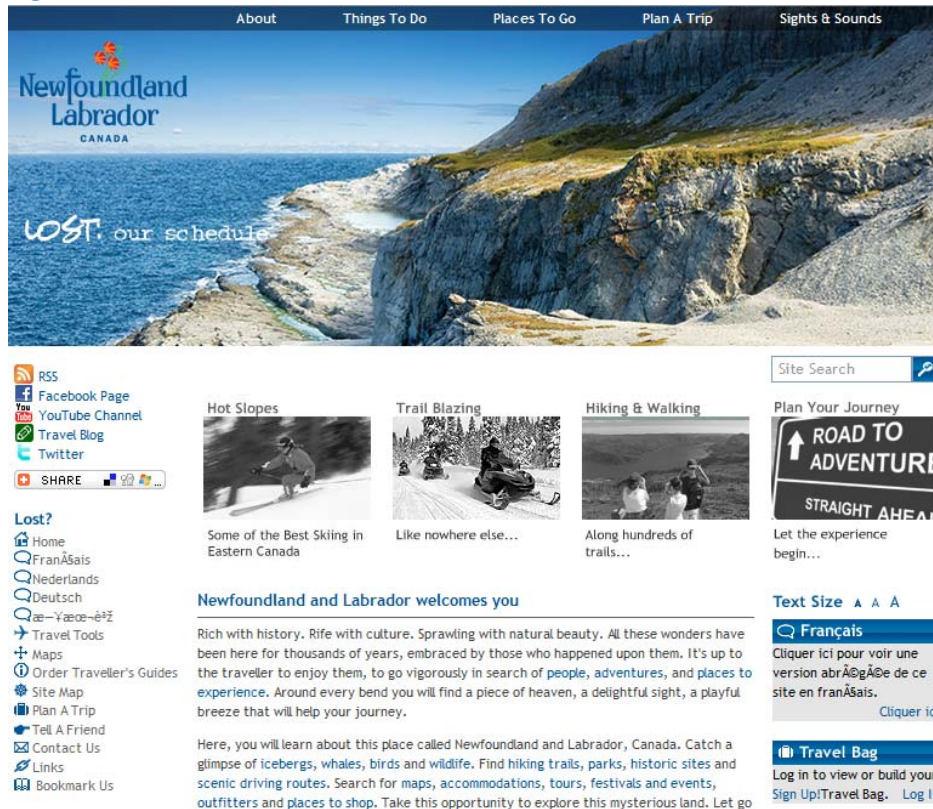 About Things To Do Places To Go Plan A Trip Sights & Sounds
Newfoundland
Labrador
CANADA
LOST: our schedule
RSS
Facebook Page
You Tube YouTube Channel
Travel Blog
Twitter
SHARE
Lost?
Home
FranÃ§ais
Nederlands
Deutsch
Travel Tools
Maps
Order Traveller's Guides
Site Map
Plan A Trip
Tell A Friend
Contact Us
Links
Bookmark Us
Hot Slopes
Some of the Best Skiing in
Eastern Canada
Trail Blazing
Like nowhere else...
Hiking & Walking
Along hundreds of
trails...
Site Search
Plan Your Journey
ROAD TO
ADVENTURE
STRAIGHT AHEA
Let the experience
begin...
Newfoundland and Labrador welcomes you
Rich with history. Rife with culture. Sprawling with natural beauty. All these wonders have
been here for thousands of years, embraced by those who happened upon them. It's up to
the traveller to enjoy them, to go vigorously in search of people, adventures, and places to
experience. Around every bend you will find a piece of heaven, a delightful sight, a playful
breeze that will help your journey.
Here, you will learn about this place called Newfoundland and Labrador, Canada. Catch a
glimpse of icebergs, whales, birds and wildlife. Find hiking trails, parks, historic sites and
scenic driving routes. Search for maps, accommodations, tours, festivals and events,
outfitters and places to shop. Take this opportunity to explore this mysterious land. Let go
Text Size A A A
Français
Cliquer ici pour voir une
version abrÃ©gÃ©e de ce
site en franÃ§ais.
Cliquer ic
Travel Bag
Log in to view or build your
Sign Up!Travel Bag. Log I